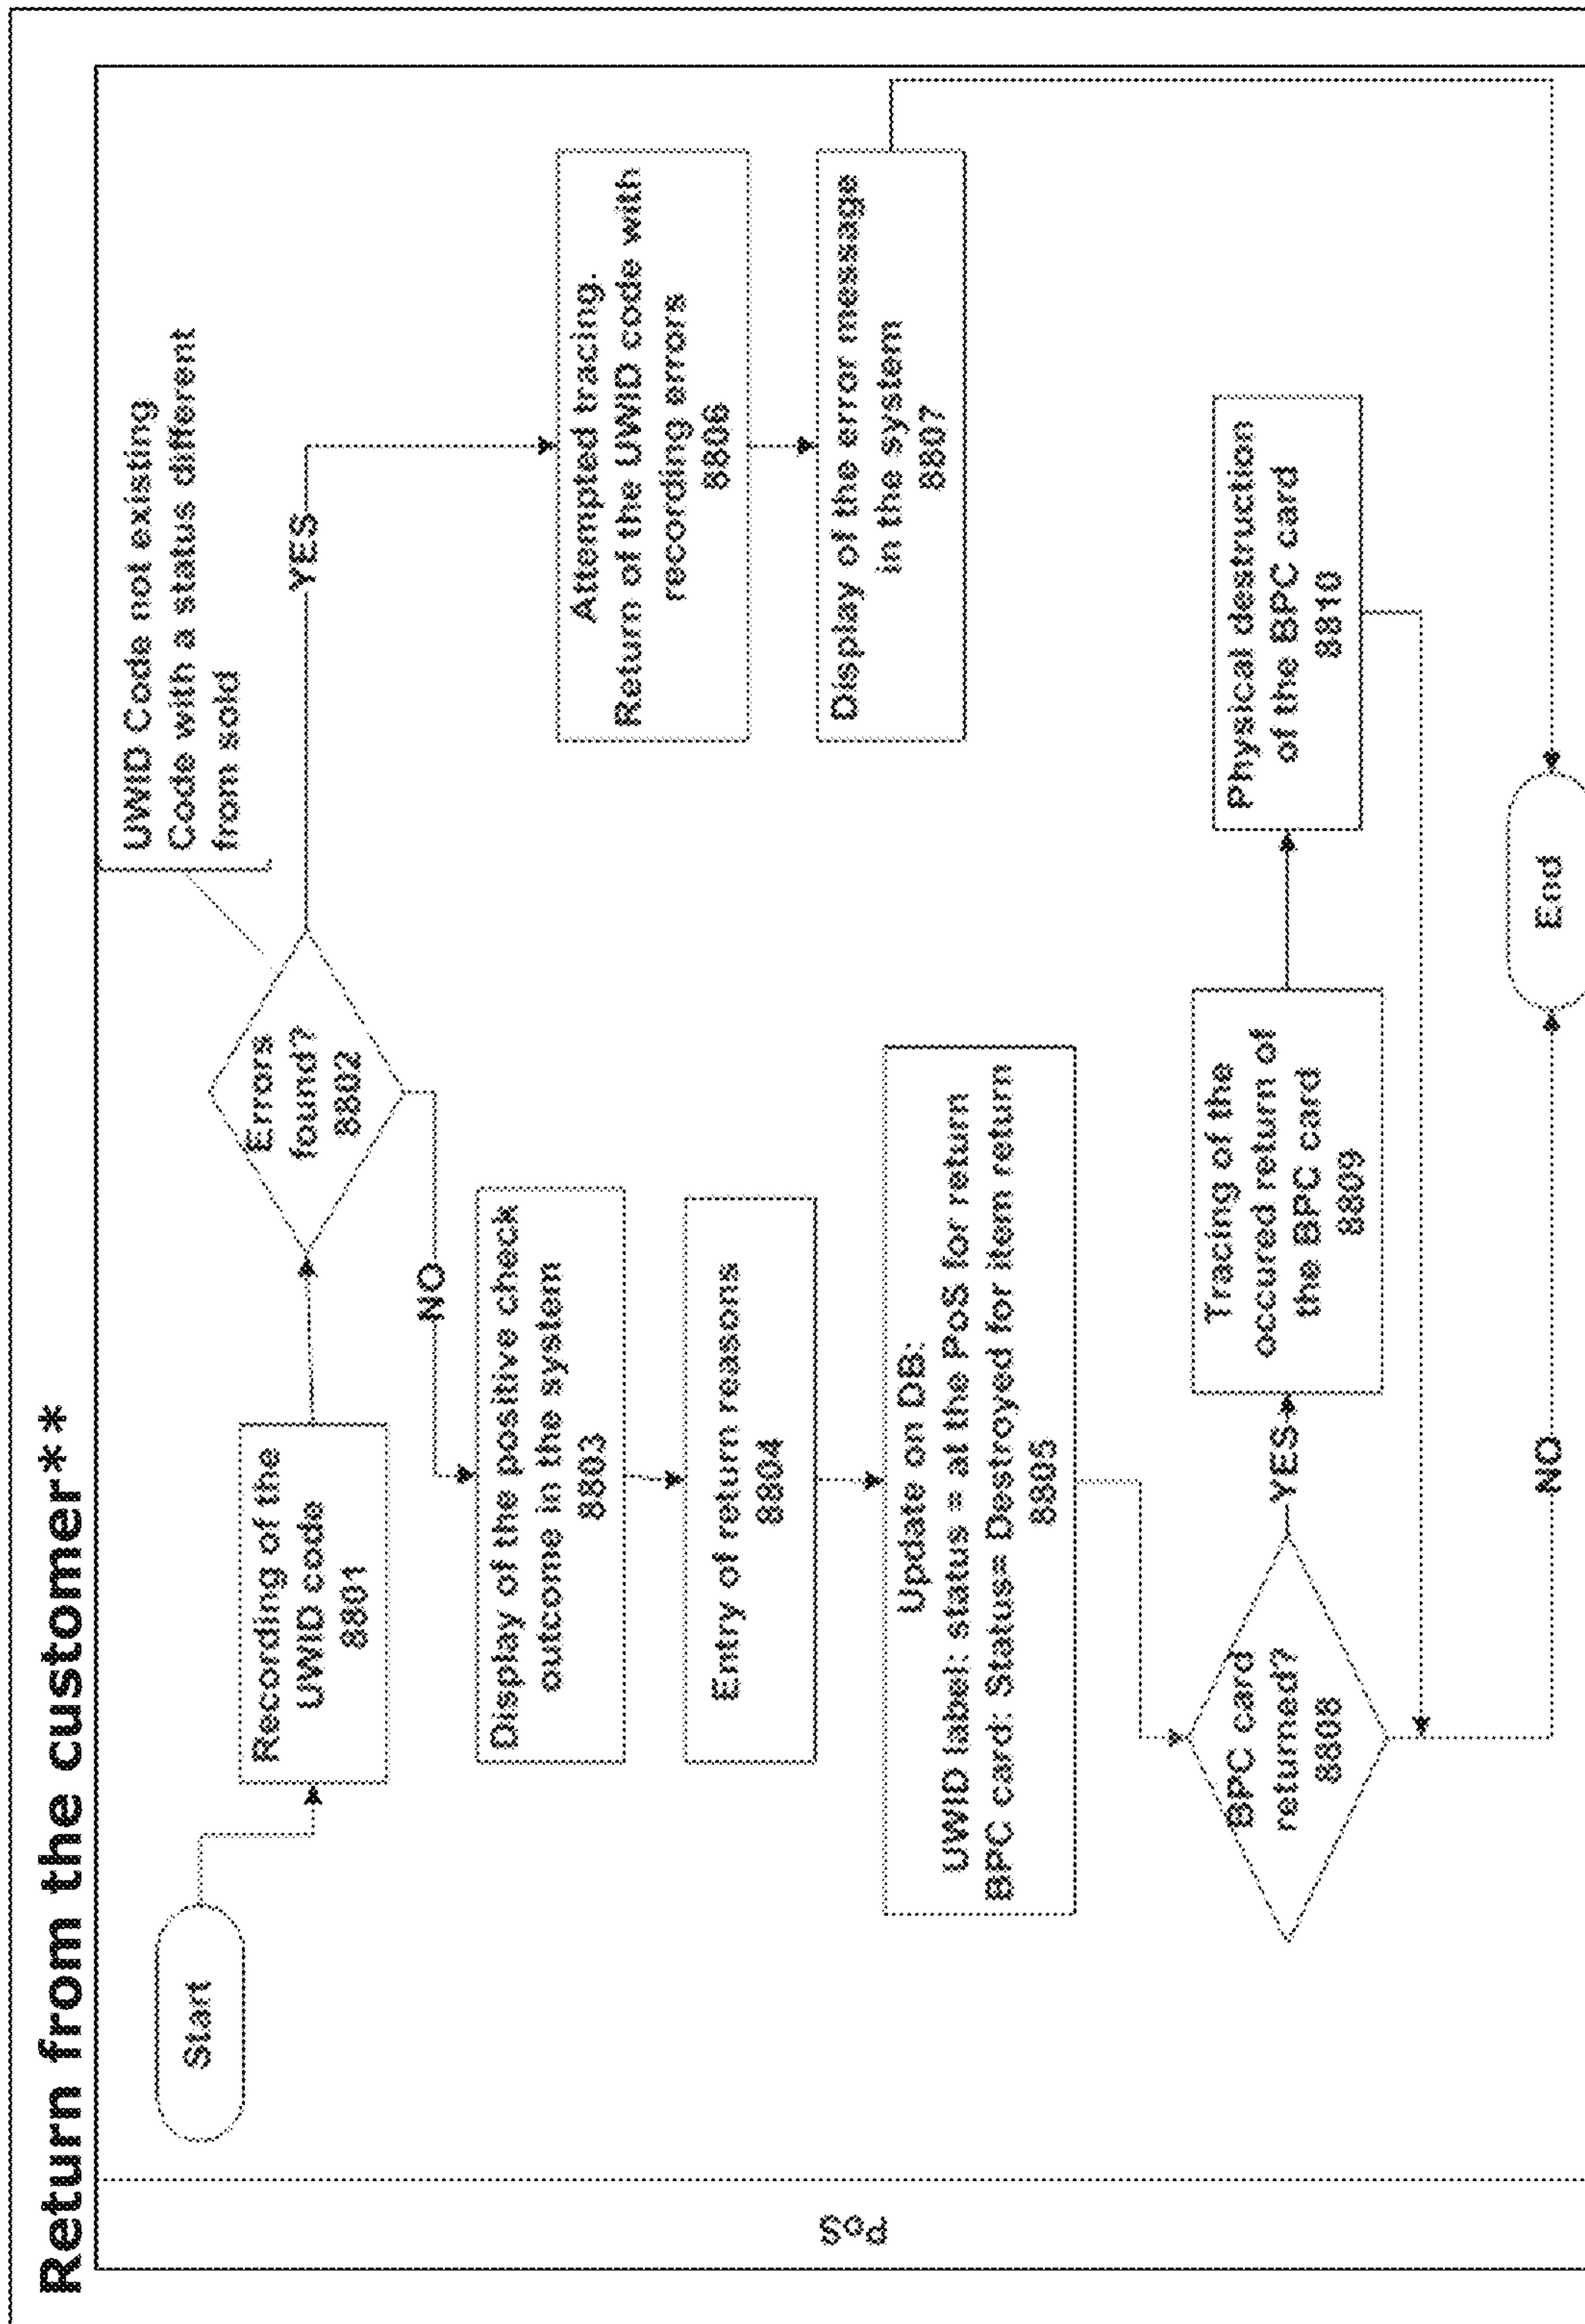 Return from the customer**
PoS
Start
Recording of the
UWID code
8801
Errors
found?
8802
UWID Code not existing
Code with a status different
from sold
YES
NO
Attempted tracing.
Return of the UWID code with
recording errors
8806
Display of the error message
in the system
8807
Display of the positive check
outcome in the system
8803
Entry of return reasons
8804
Update on DB:
UWID label: status = at the PoS for return
BPC card: Status= Destroyed for item return
8805
BPC card
returned?
8808
YES
Tracing of the
occured return of
the BPC card
8809
Physical destruction
of the BPC card
8810
NO
End